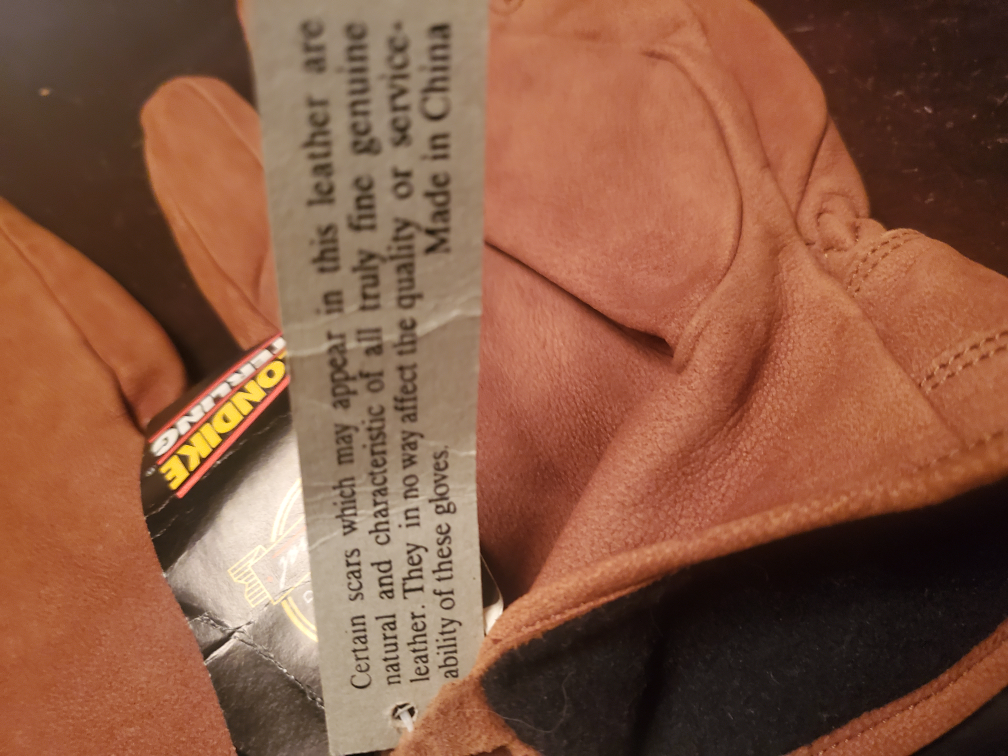 Certain scars which may appear in this leather are
natural and characteristic of all truly fine genuine
leather. They in no way affect the quality or service-
ability of these gloves.
Made in China
ONDIKE
TERLING